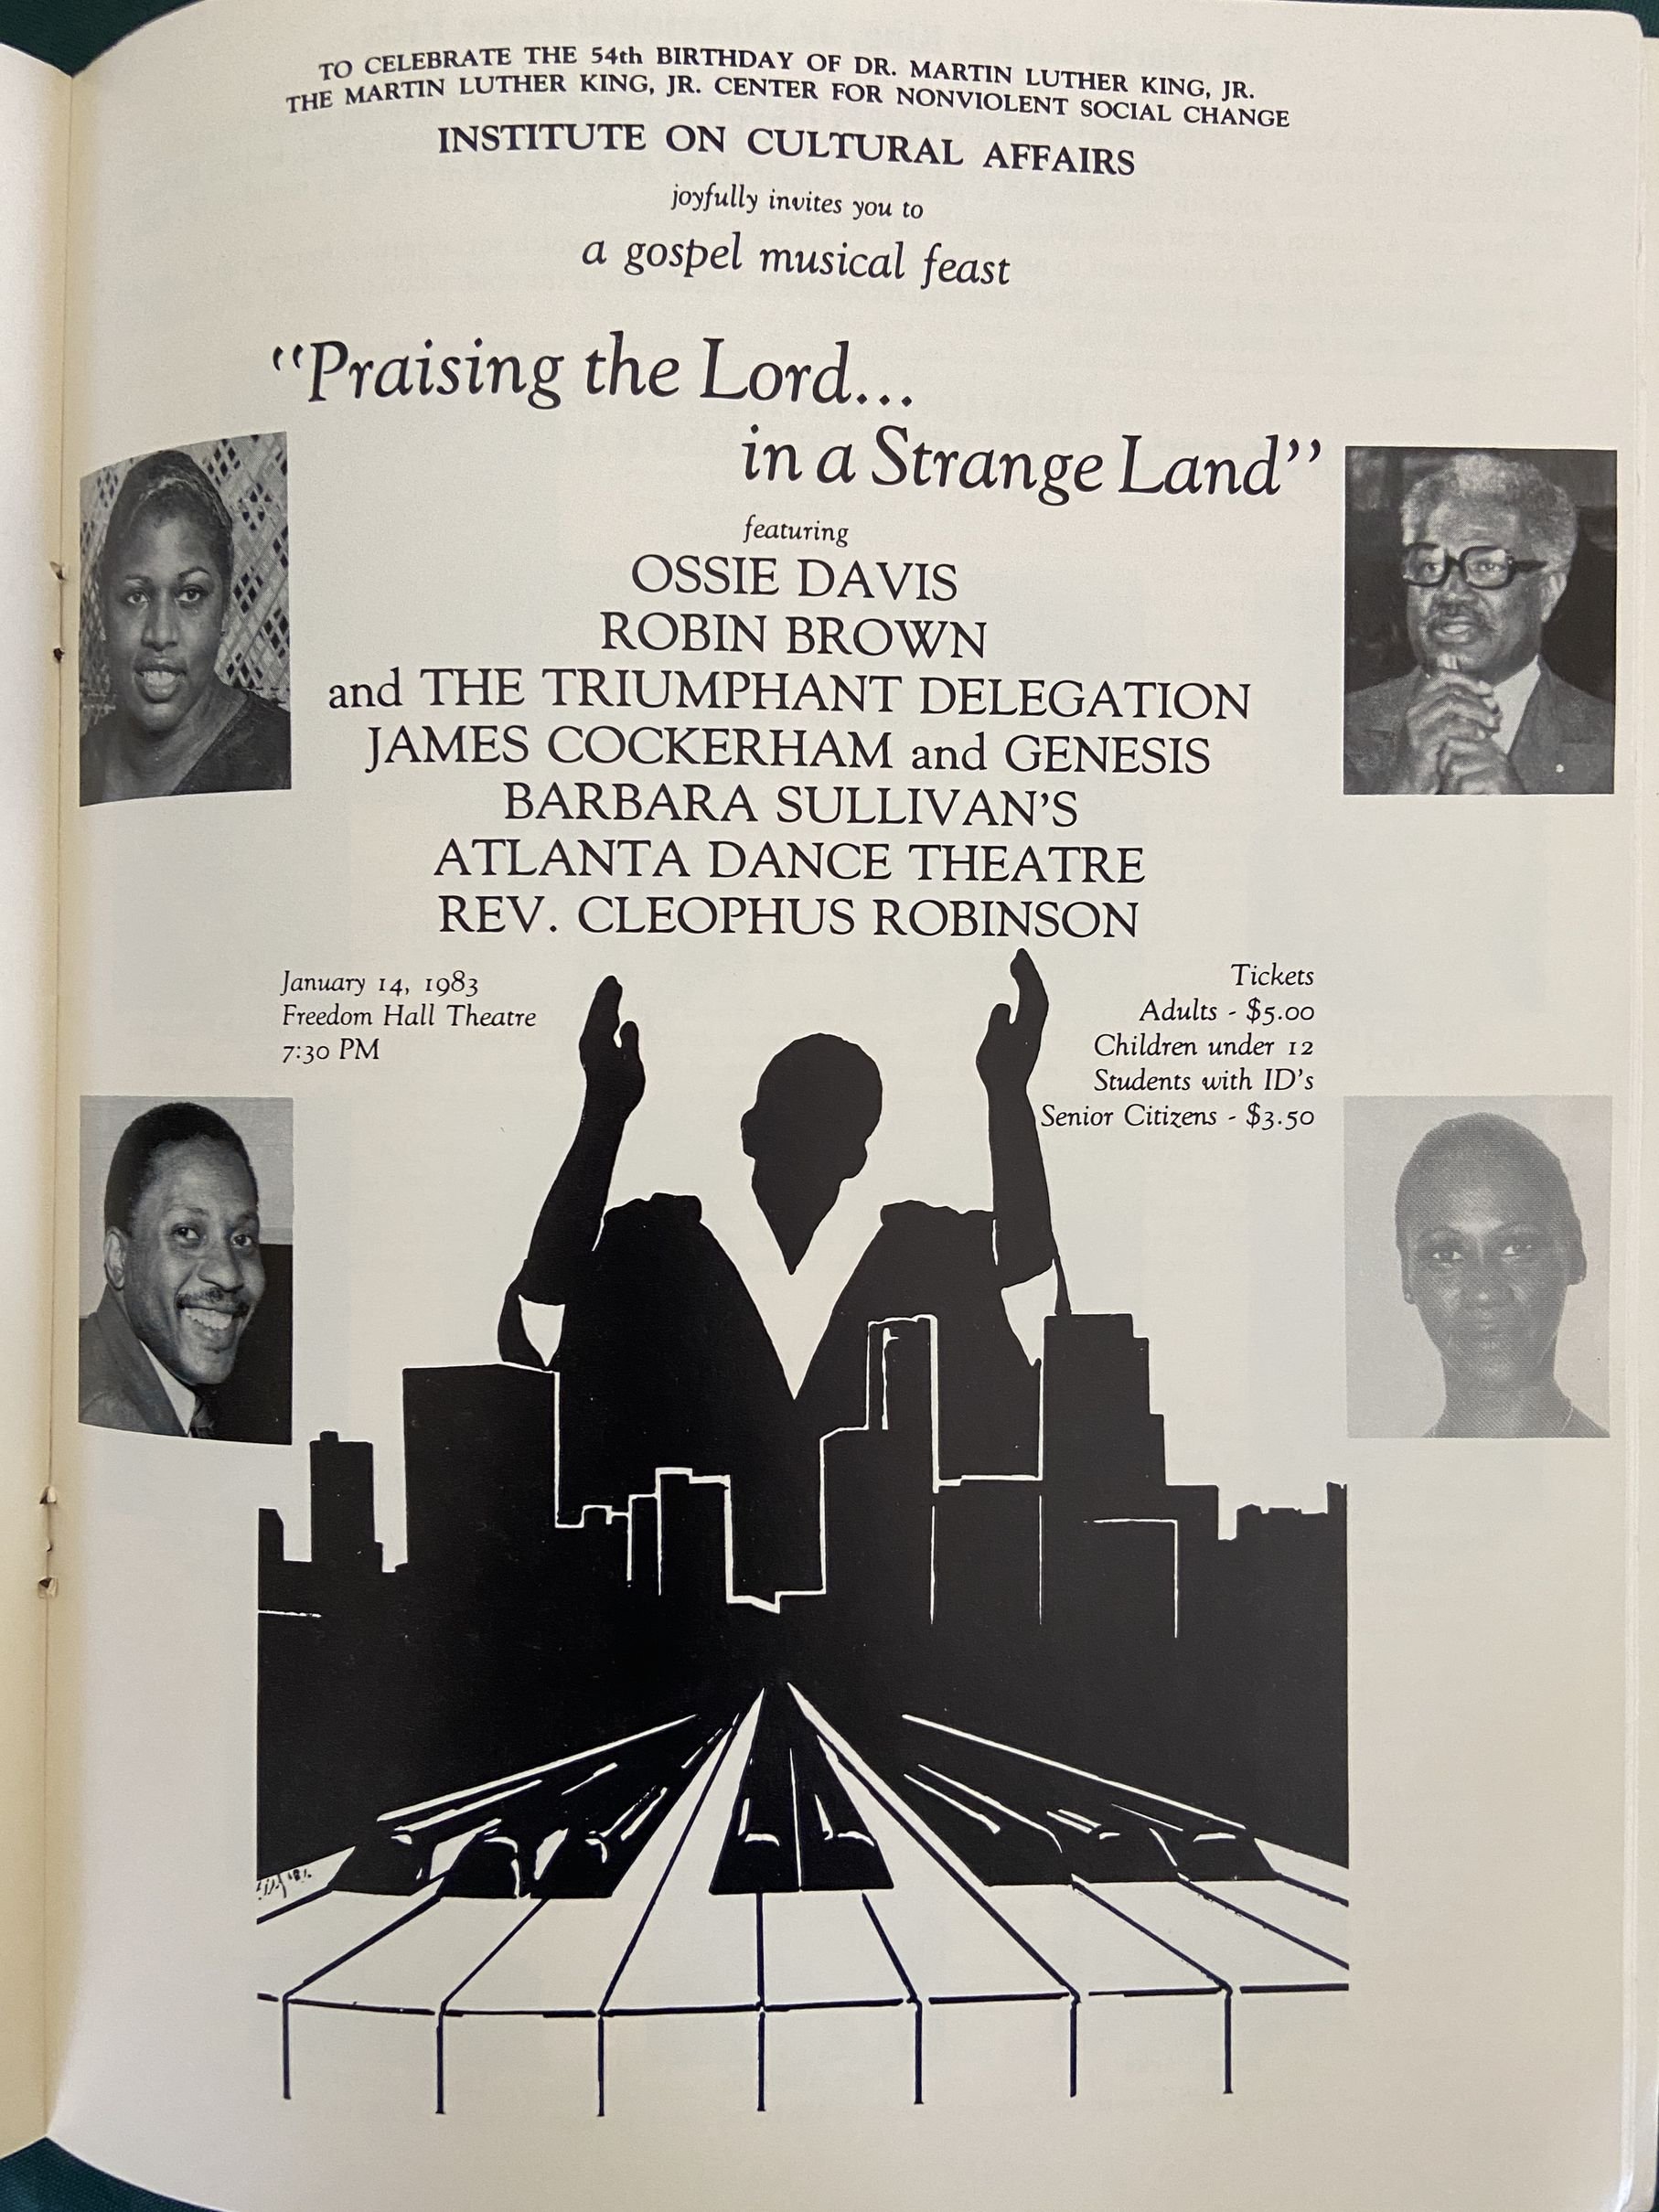 TO CELEBRATE THE 54th BIRTHDAY OF DR. MARTIN LUTHER KING, JR.
THE MARTIN LUTHER KING, JR. CENTER FOR NONVIOLENT SOCIAL CHANGE
INSTITUTE ON CULTURAL AFFAIRS
joyfully invites you to
a gospel musical feast
“Praising the Lord...
in a Strange Land”
featuring
OSSIE DAVIS
ROBIN BROWN
and THE TRIUMPHANT DELEGATION
JAMES COCKERHAM and GENESIS
BARBARA SULLIVAN’S
ATLANTA DANCE THEATRE
REV. CLEOPHUS ROBINSON
January 14, 1983
Freedom Hall Theatre
7:30 PM
Tickets
Adults - $5.00
Children under 12
Students with ID’s
Senior Citizens - $3.50